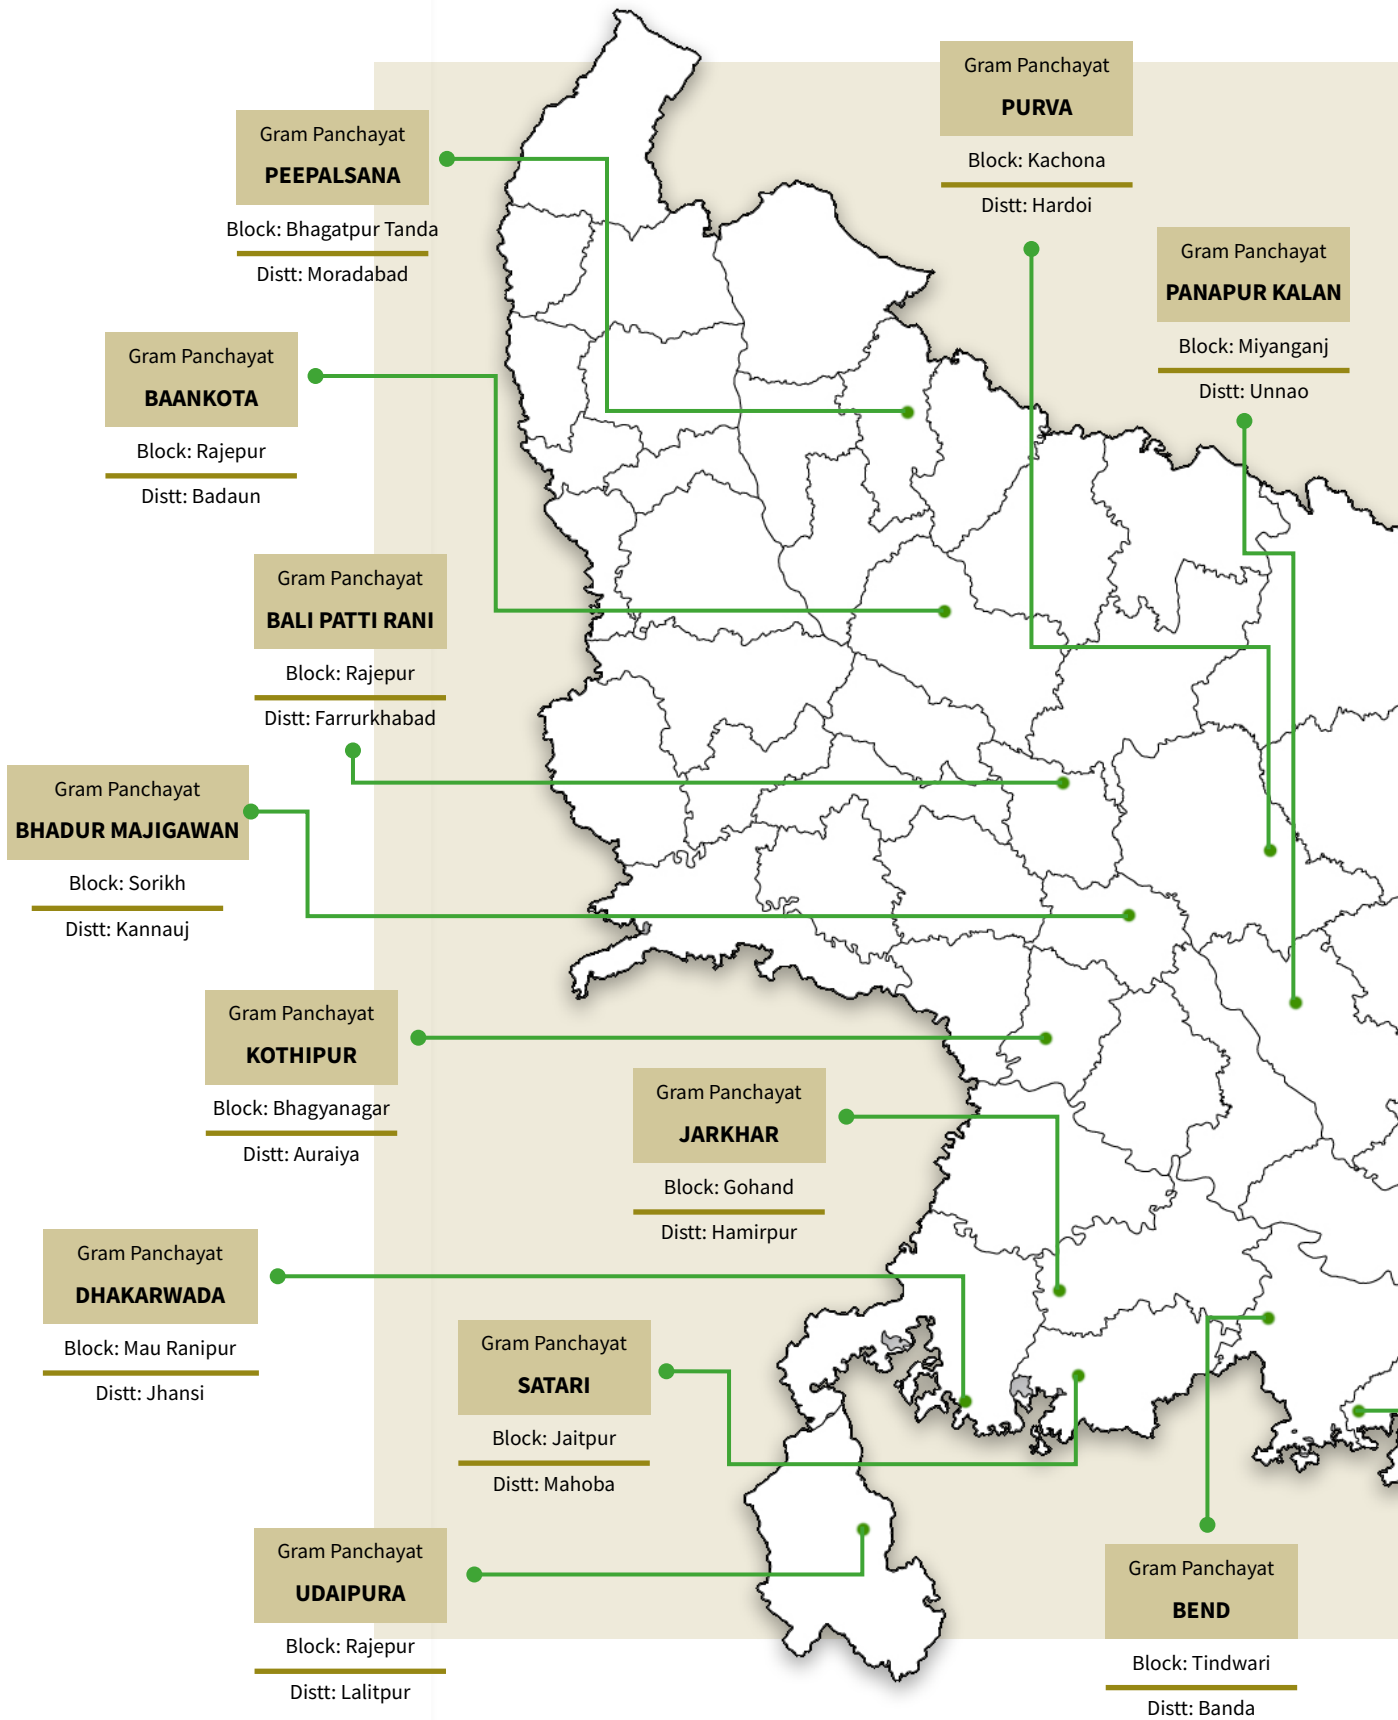 Gram Panchayat
PURVA
Block: Kachona
Distt: Hardoi
Gram Panchayat
PEEPALSANA
Block: Bhagatpur Tanda
Distt: Moradabad
Gram Panchayat
PANAPUR KALAN
Block: Miyanganj
Distt: Unnao
Gram Panchayat
BAANKOTA
Block: Rajepur
Distt: Badaun
Gram Panchayat
BALI PATTI RANI
Block: Rajepur
Distt: Farrurkhabad
Gram Panchayat
BHADUR MAJIGAWAN
Block: Sorikh
Distt: Kannauj
Gram Panchayat
KOTHIPUR
Block: Bhagyanagar
Distt: Auraiya
Gram Panchayat
JARKHAR
Block: Gohand
Distt: Hamirpur
Gram Panchayat
DHAKARWADA
Block: Mau Ranipur
Distt: Jhansi
Gram Panchayat
SATARI
Block: Jaitpur
Distt: Mahoba
Gram Panchayat
UDAIPURA
Block: Rajepur
Distt: Lalitpur
Gram Panchayat
BEND
Block: Tindwari
Distt: Banda